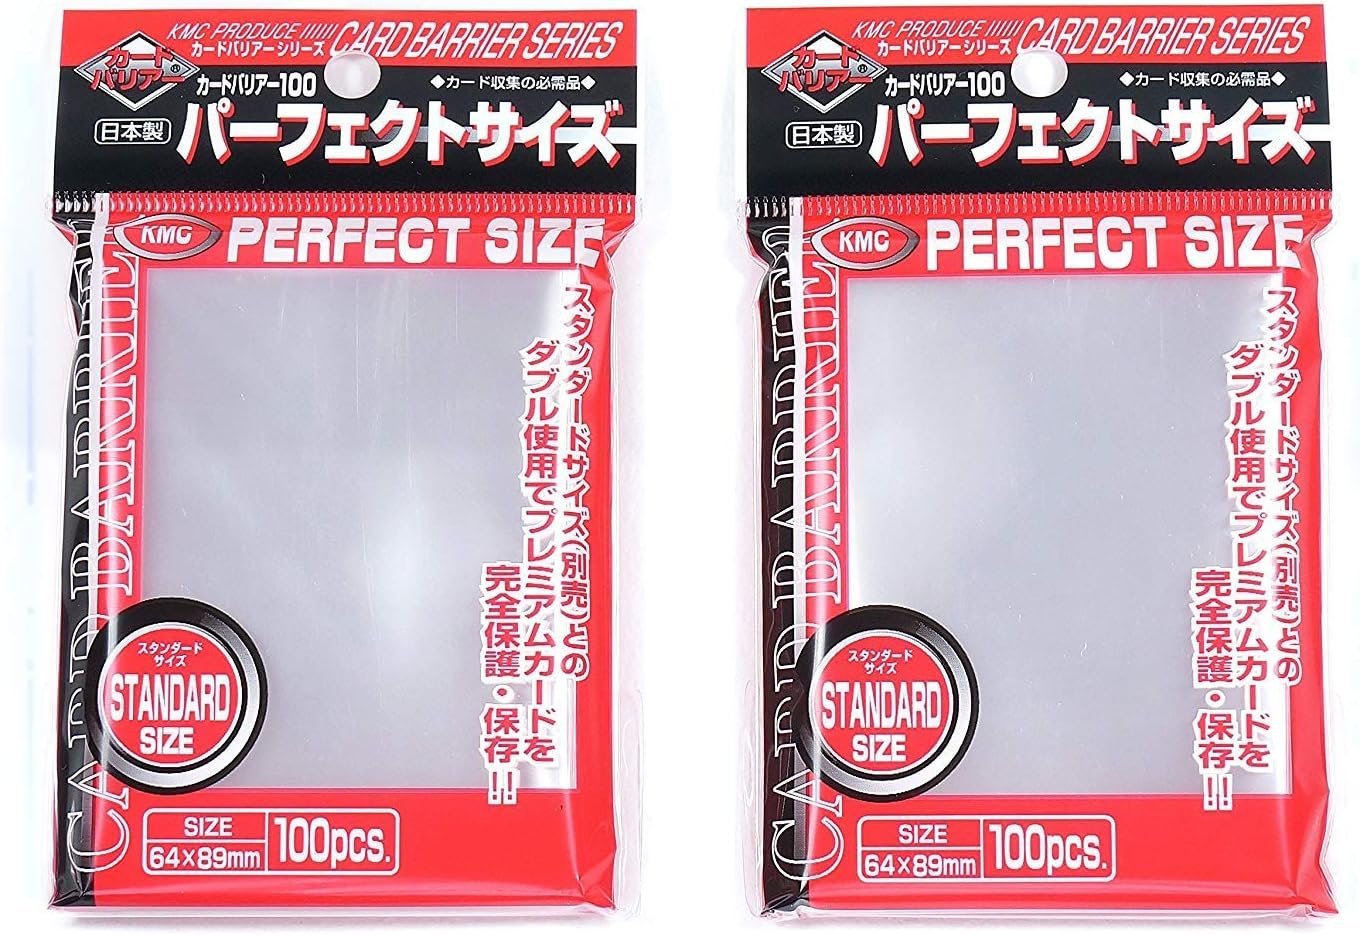 KMC PRODUCE
CARD BARRIER SERIES
カードバリアーシリーズ
カード
バリアー®
カードバリアー100
◆カード収集の必需品◆
日本製
パーフェクトサイズ
KMC
PERFECT SIZE
CARD BARRIER
スタンダードサイズ(別売)との
ダブル使用でプレミアムカードを
完全保護・保存!!
スタンダード
サイズ
STANDARD
SIZE
SIZE
64×89mm
100pcs.
KMC PRODUCE
CARD BARRIER SERIES
カードバリアーシリーズ
カード
バリアー®
カードバリアー100
◆カード収集の必需品◆
日本製
パーフェクトサイズ
KMC
PERFECT SIZE
CARD BARRIER
スタンダードサイズ(別売)との
ダブル使用でプレミアムカードを
完全保護・保存!!
スタンダード
サイズ
STANDARD
SIZE
SIZE
64×89mm
100pcs.